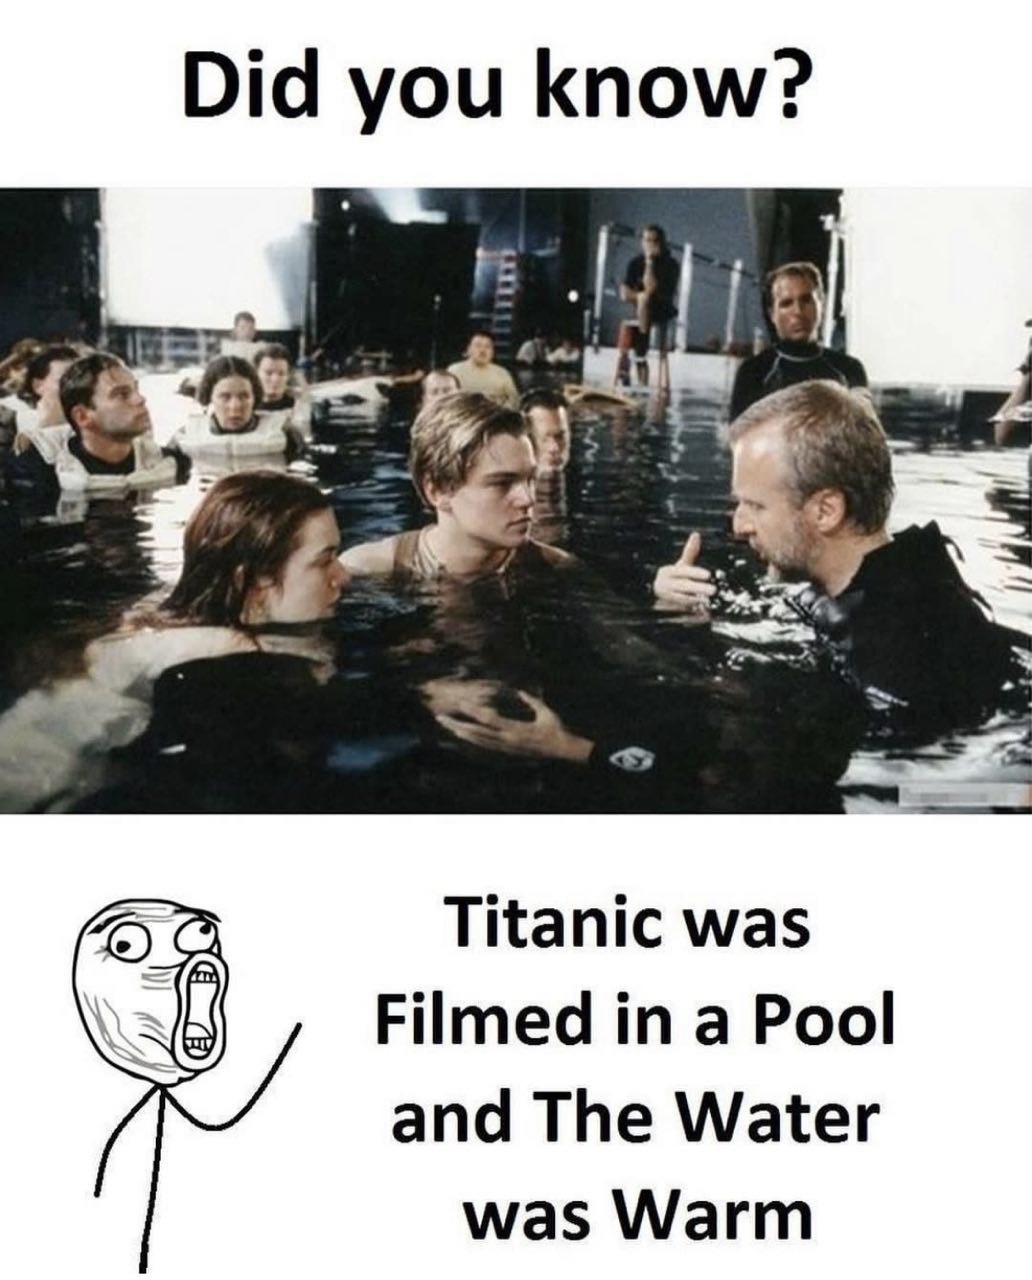 Did you know?
Titanic was
Filmed in a Pool
and The Water
was Warm